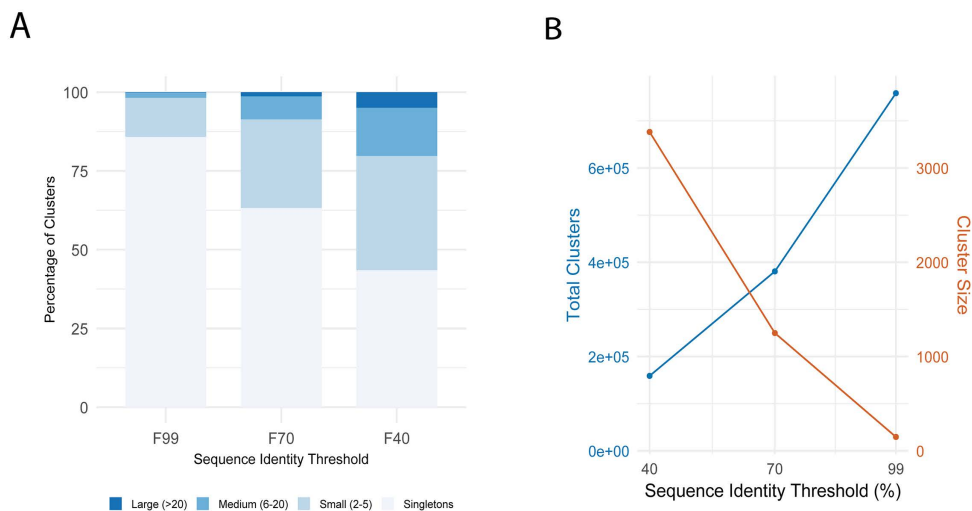 A
Percentage of Clusters
100
75
50
25
0
F99 F70 F40
Sequence Identity Threshold
Large (>20) Medium (6-20) Small (2-5) Singletons
B
Total Clusters
6e+05
4e+05
2e+05
0e+00
3000
2000
1000
0
Cluster Size
40 70 99
Sequence Identity Threshold (%)